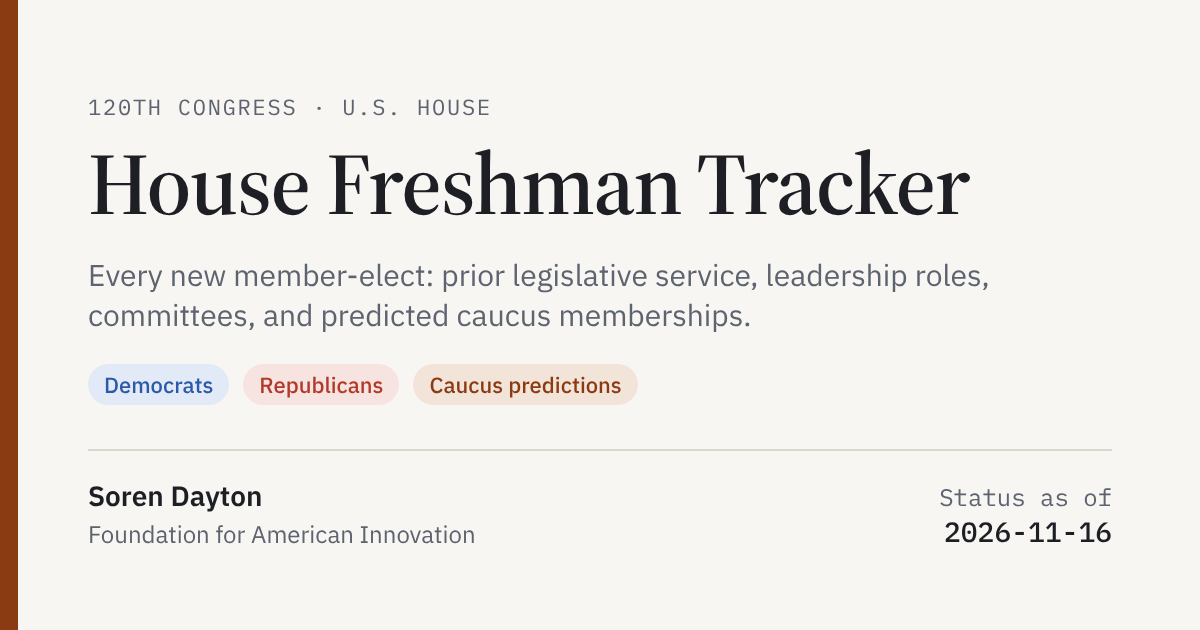 120TH CONGRESS · U.S. HOUSE
House Freshman Tracker
Every new member-elect: prior legislative service, leadership roles,
committees, and predicted caucus memberships.
Democrats Republicans Caucus predictions
Soren Dayton
Foundation for American Innovation
Status as of
2026-11-16